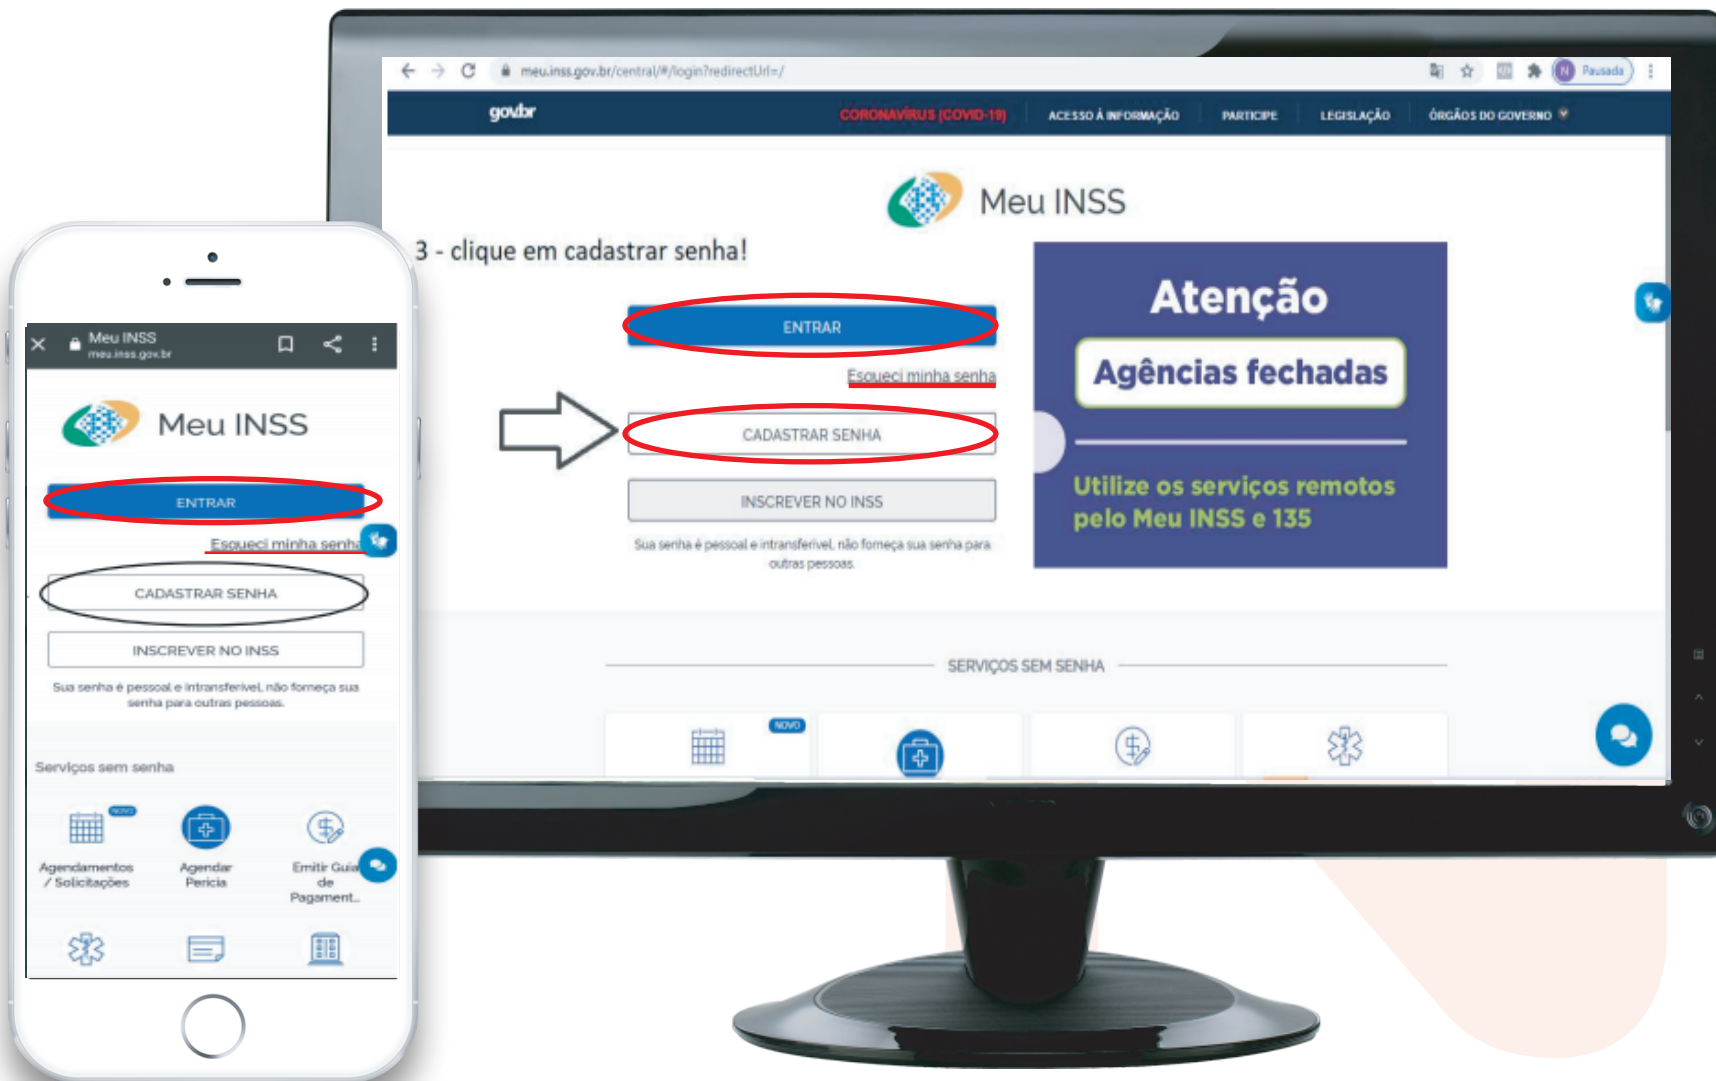 meu.inss.gov.br/central/#/login?redirectUrl=/
N
Pausada
govbr
CORONAVÍRUS (COVID-19)
ACESSO À INFORMAÇÃO
PARTICIPE
LEGISLAÇÃO
ÓRGÃOS DO GOVERNO
Meu INSS
3 - clique em cadastrar senha!
ENTRAR
Esqueci minha senha
CADASTRAR SENHA
INSCREVER NO INSS
Sua senha é pessoal e intransferível, não forneça sua senha para
outras pessoas.
Atenção
Agências fechadas
Utilize os serviços remotos
pelo Meu INSS e 135
SERVIÇOS SEM SENHA
NOVO
Meu INSS
meu.inss.gov.br
Meu INSS
ENTRAR
Esqueci minha senha
CADASTRAR SENHA
INSCREVER NO INSS
Sua senha é pessoal e intransferível, não forneça sua
senha para outras pessoas.
Serviços sem senha
NOVO
Agendamentos
/ Solicitações
Agendar
Perícia
Emitir Guia
de
Pagament...